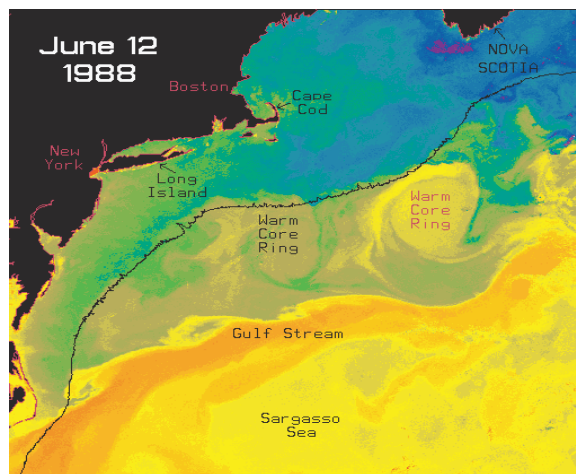 June 12
1988
NOVA
SCOTIA
Boston
Cape
Cod
New
York
Long
Island
Warm
Core
Ring
Warm
Core
Ring
Gulf Stream
Sargasso
Sea